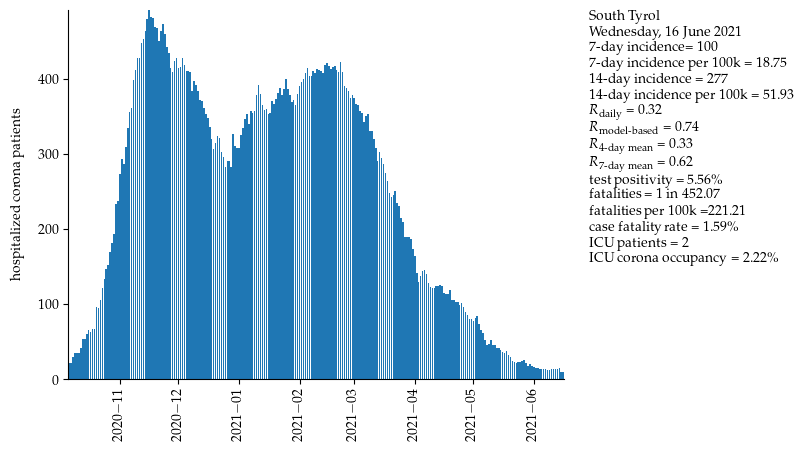 South Tyrol
Wednesday, 16 June 2021
7-day incidence= 100
7-day incidence per 100k = 18.75
14-day incidence = 277
14-day incidence per 100k = 51.93
R_daily = 0.32
R_model-based = 0.74
R_4-day mean = 0.33
R_7-day mean = 0.62
test positivity = 5.56%
fatalities = 1 in 452.07
fatalities per 100k =221.21
case fatality rate = 1.59%
ICU patients = 2
ICU corona occupancy = 2.22%
hospitalized corona patients
400
300
200
100
0
2020−11
2020−12
2021−01
2021−02
2021−03
2021−04
2021−05
2021−06